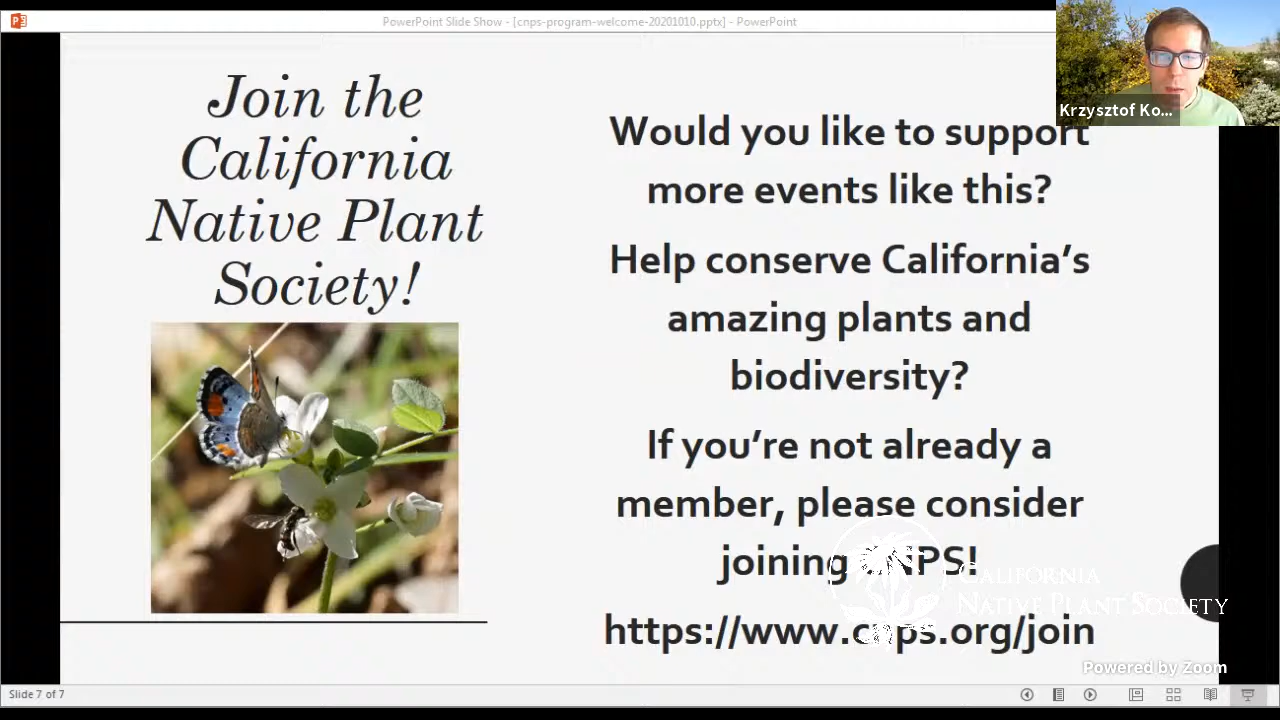 PowerPoint Slide Show - [cnps-program-welcome-20201010.pptx] - PowerPoint
Krzysztof Ko...
Join the
California
Native Plant
Society!
Would you like to support
more events like this?
Help conserve California's
amazing plants and
biodiversity?
If you're not already a
member, please consider
joining CNPS!
https://www.cnps.org/join
CALIFORNIA
NATIVE PLANT SOCIETY
Powered by Zoom
Slide 7 of 7